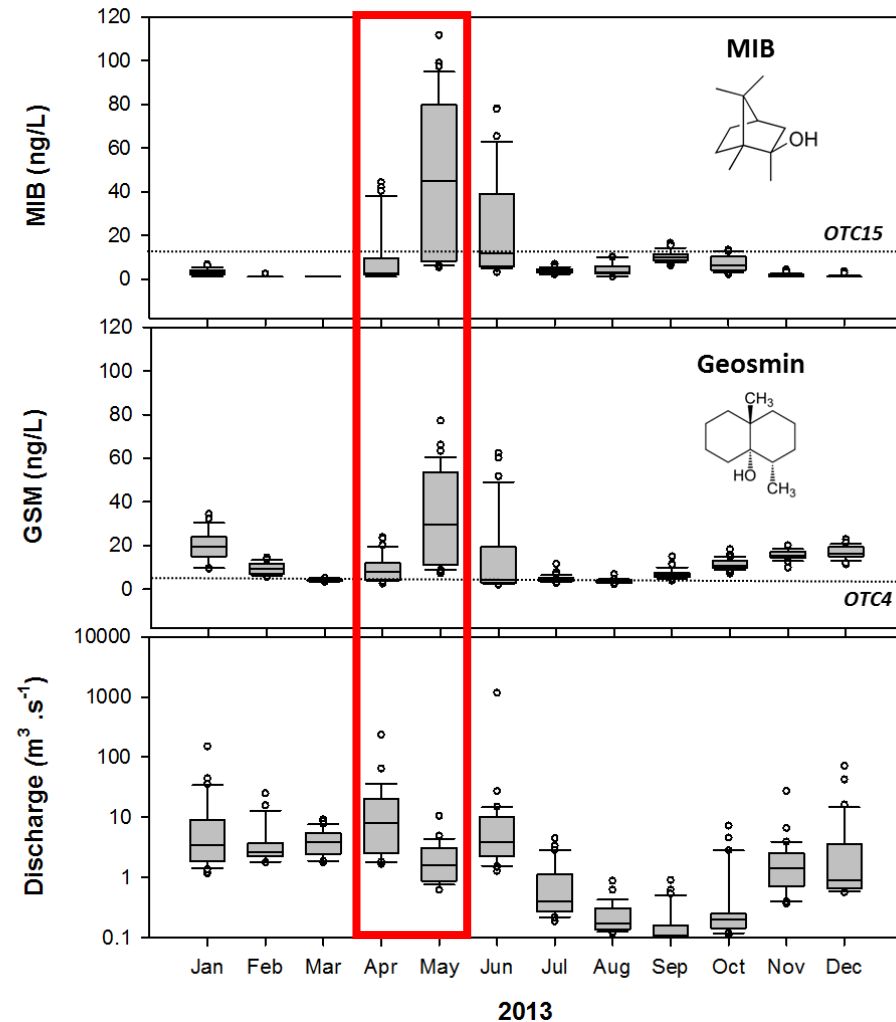 120
100
80
60
40
20
0
MIB (ng/L)
MIB
OH
OTC15
120
100
80
60
40
20
0
GSM (ng/L)
Geosmin
CH₃
HO
CH₃
OTC4
10000
1000
100
10
1
0.1
Discharge (m³ .s⁻¹)
Jan Feb Mar Apr May Jun Jul Aug Sep Oct Nov Dec
2013